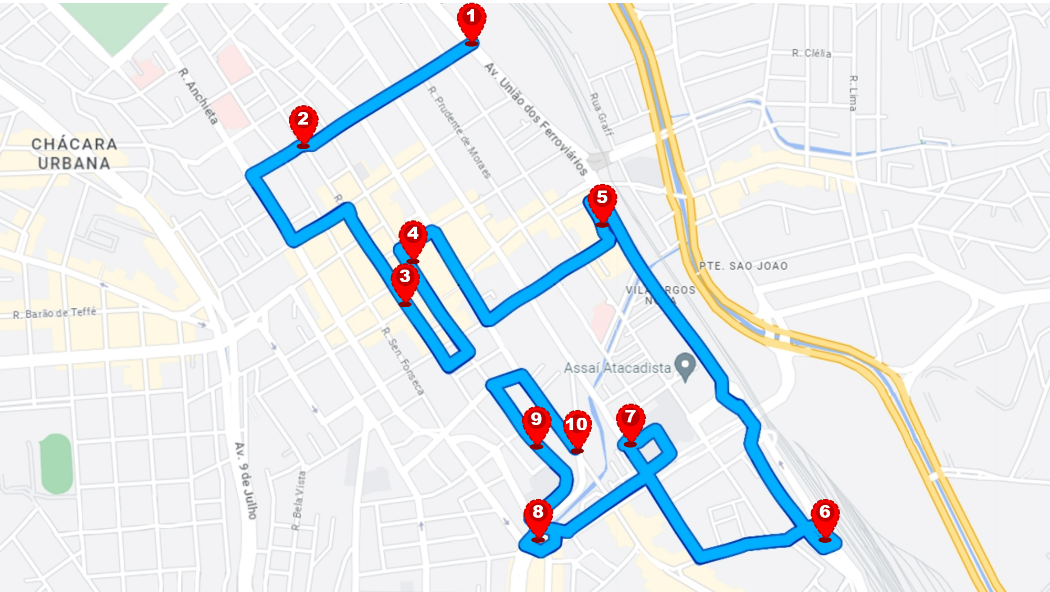 1
Av. União dos Ferroviários
R. Clélia
R. Lima
R. Anchieta
R. Prudente de Moraes
Rua Graff
2
CHÁCARA
URBANA
R.
5
4
3
PTE. SAO JOAO
R. Barão de Teffé
R. Sen. Fonseca
Assaí Atacadista
7
9
10
Av. 9 de Julho
R. Bela Vista
8
6